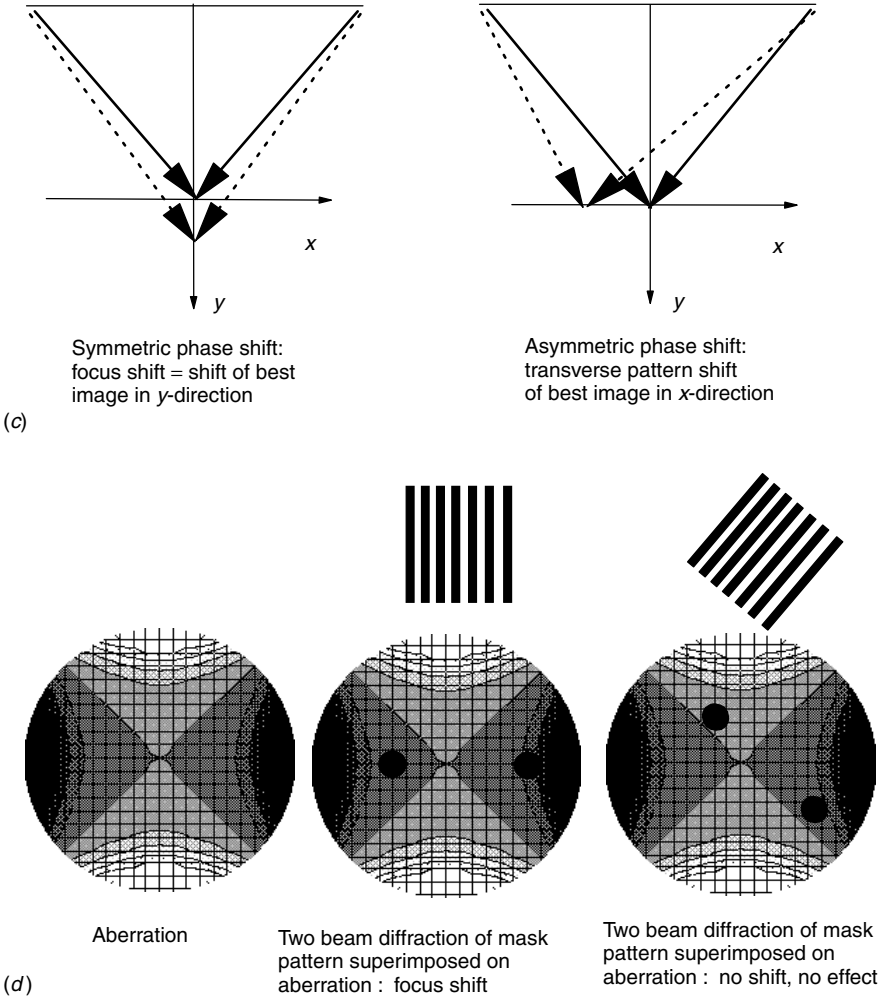 x
y
Symmetric phase shift:
focus shift = shift of best
image in y-direction
x
y
Asymmetric phase shift:
transverse pattern shift
of best image in x-direction
(c)
Aberration
Two beam diffraction of mask
pattern superimposed on
aberration : focus shift
Two beam diffraction of mask
pattern superimposed on
aberration : no shift, no effect
(d)